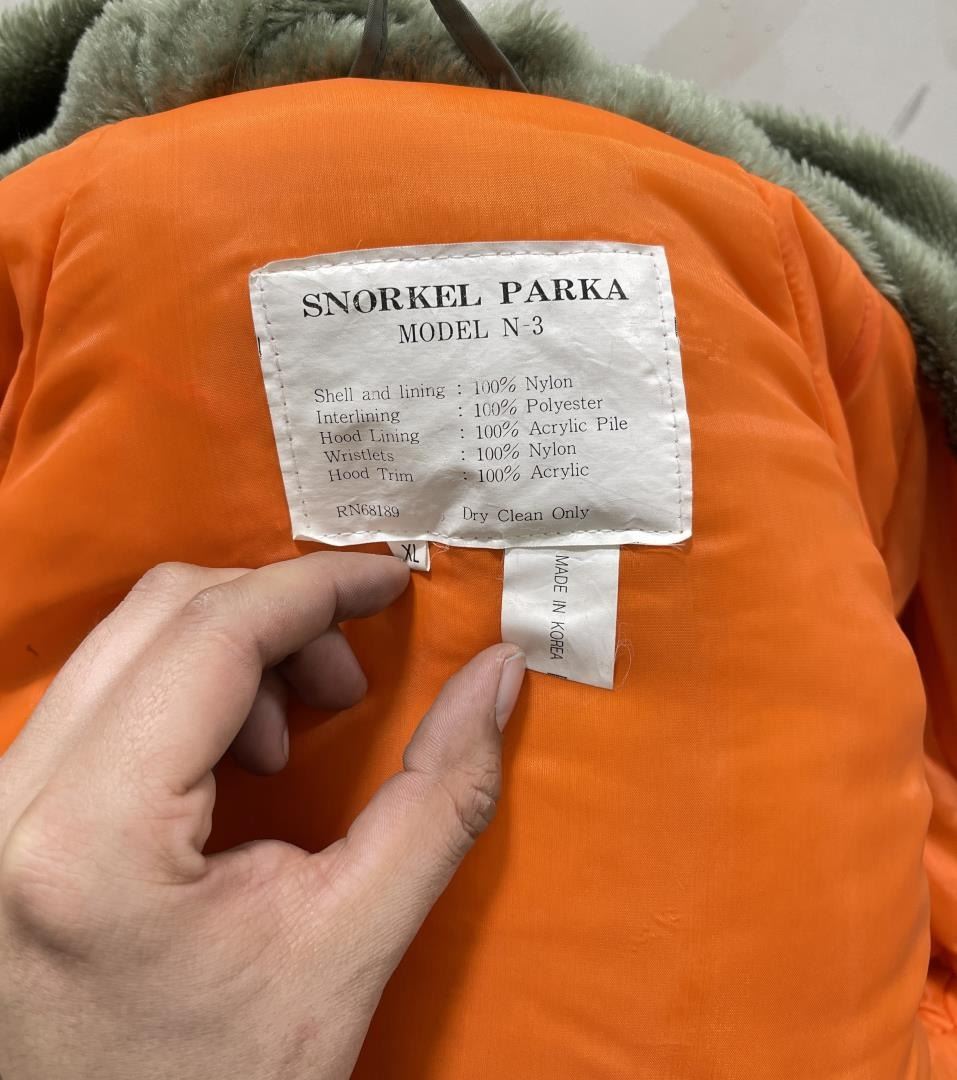 SNORKEL PARKA
MODEL N-3
Shell and lining : 100% Nylon
Interlining : 100% Polyester
Hood Lining : 100% Acrylic Pile
Wristlets : 100% Nylon
Hood Trim : 100% Acrylic
RN68189 Dry Clean Only
XL
MADE IN KOREA